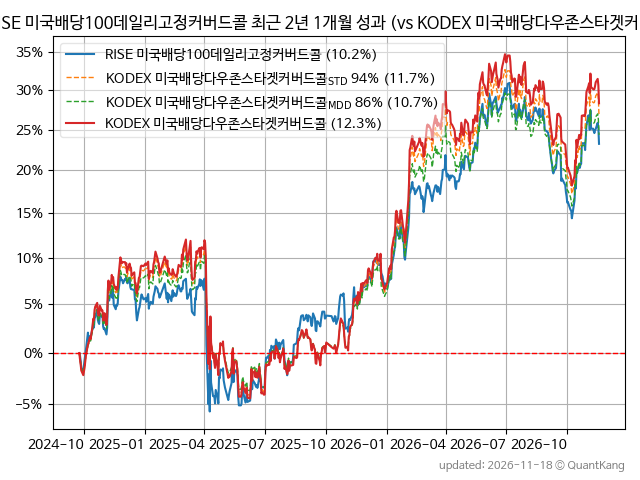 SE 미국배당100데일리고정커버드콜 최근 2년 1개월 성과 (vs KODEX 미국배당다우존스타겟커
35%
30%
25%
20%
15%
10%
5%
0%
−5%
RISE 미국배당100데일리고정커버드콜 (10.2%)
KODEX 미국배당다우존스타겟커버드콜STD 94% (11.7%)
KODEX 미국배당다우존스타겟커버드콜MDD 86% (10.7%)
KODEX 미국배당다우존스타겟커버드콜 (12.3%)
2024-10 2025-01 2025-04 2025-07 2025-10 2026-01 2026-04 2026-07 2026-10
updated: 2026-11-18 © QuantKang